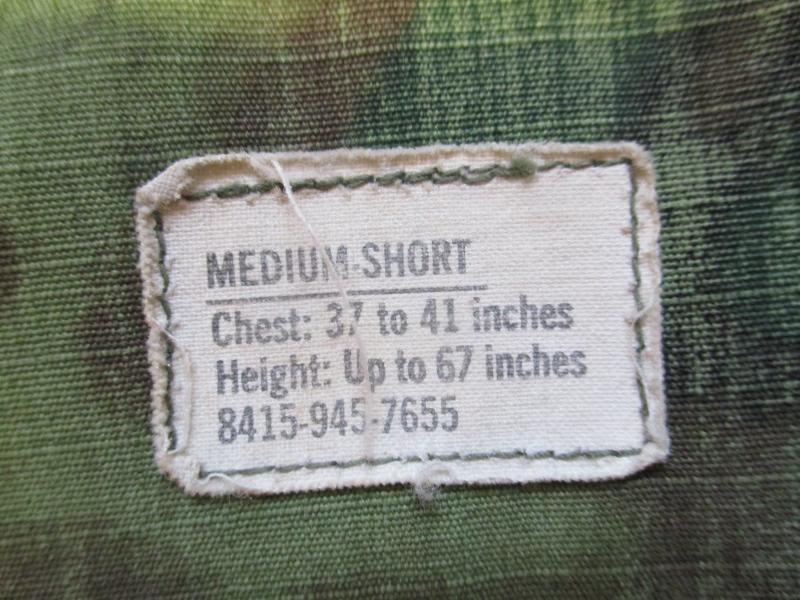 MEDIUM-SHORT
Chest: 37 to 41 inches
Height: Up to 67 inches
8415-945-7655